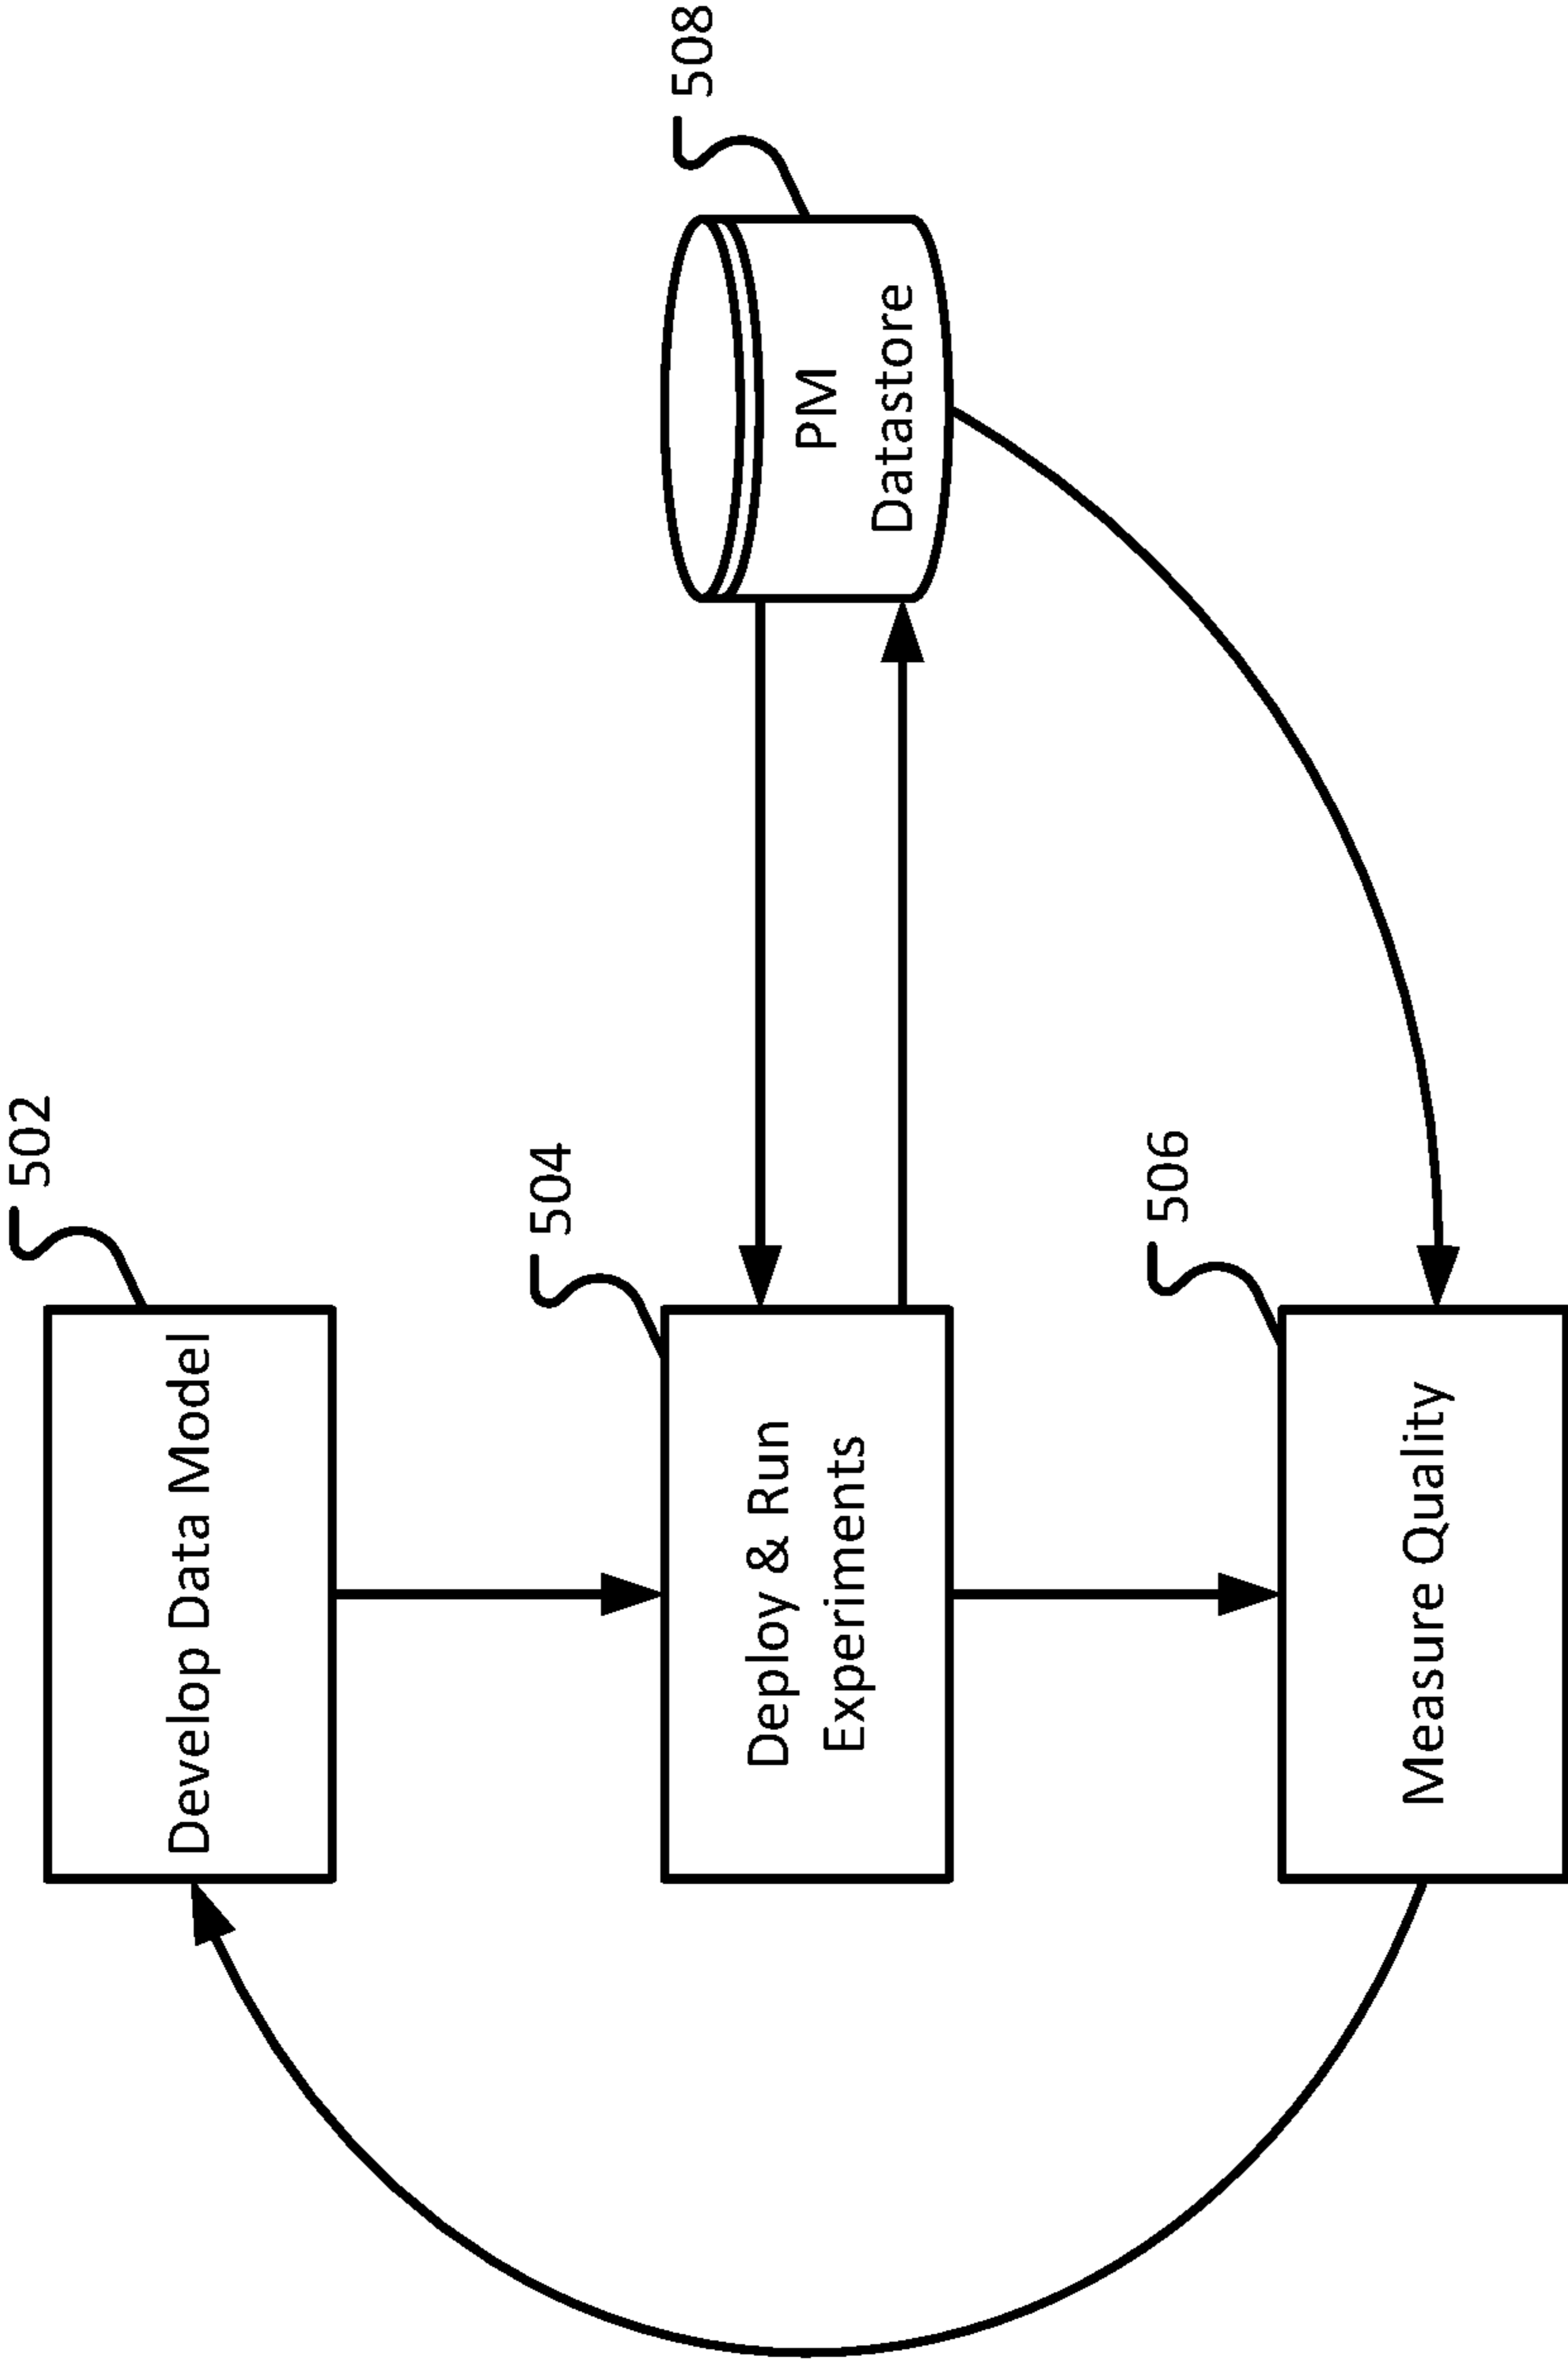 502
Develop Data Model
504
Deploy & Run
Experiments
508
PM
Datastore
506
Measure Quality